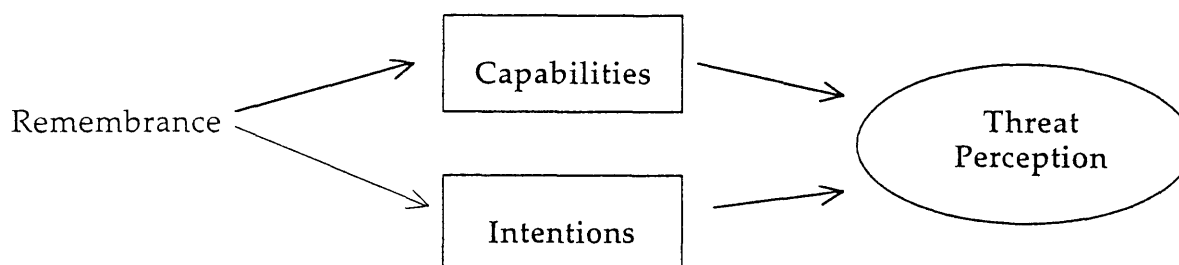 Remembrance
Capabilities
Intentions
Threat
Perception